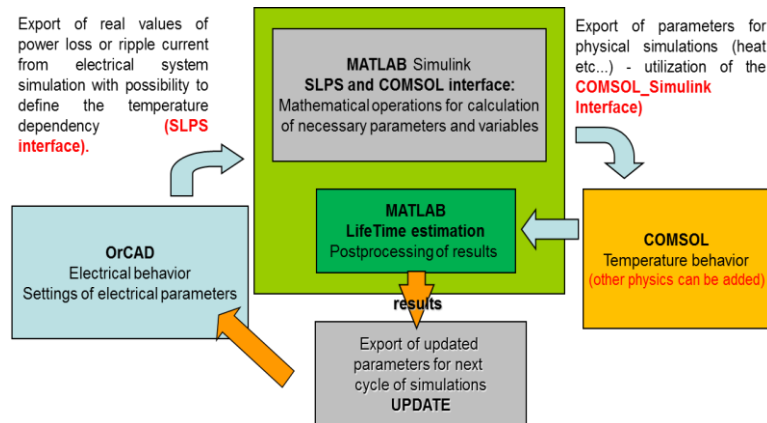 Export of real values of
power loss or ripple current
from electrical system
simulation with possibility to
define the temperature
dependency (SLPS
interface).
MATLAB Simulink
SLPS and COMSOL interface:
Mathematical operations for calculation
of necessary parameters and variables
Export of parameters for
physical simulations (heat
etc...) - utilization of the
COMSOL_Simulink
Interface)
OrCAD
Electrical behavior
Settings of electrical parameters
MATLAB
LifeTime estimation
Postprocessing of results
COMSOL
Temperature behavior
(other physics can be added)
results
Export of updated
parameters for next
cycle of simulations
UPDATE